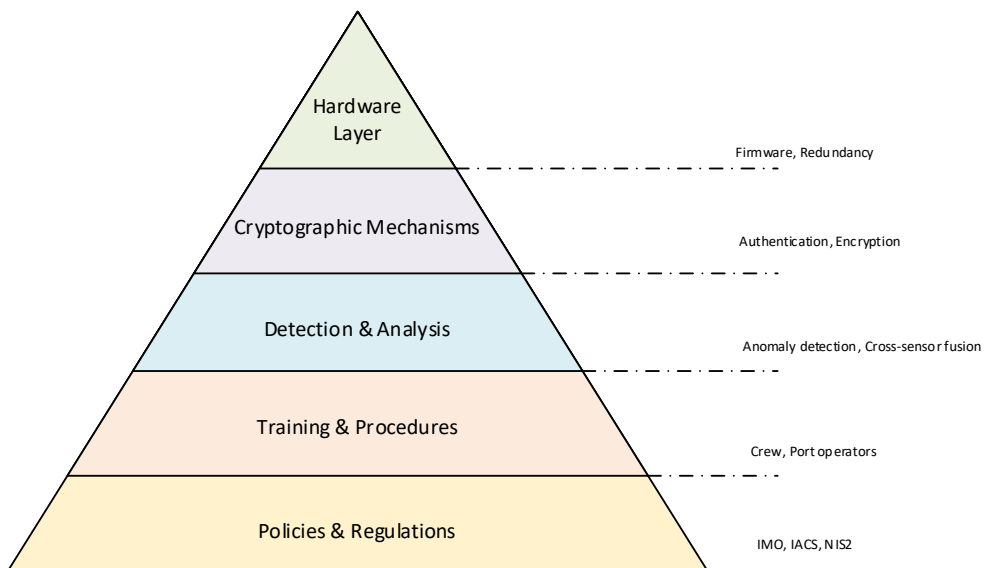 Hardware
Layer
Firmware, Redundancy
Cryptographic Mechanisms
Authentication, Encryption
Detection & Analysis
Anomaly detection, Cross-sensor fusion
Training & Procedures
Crew, Port operators
Policies & Regulations
IMO, IACS, NIS2